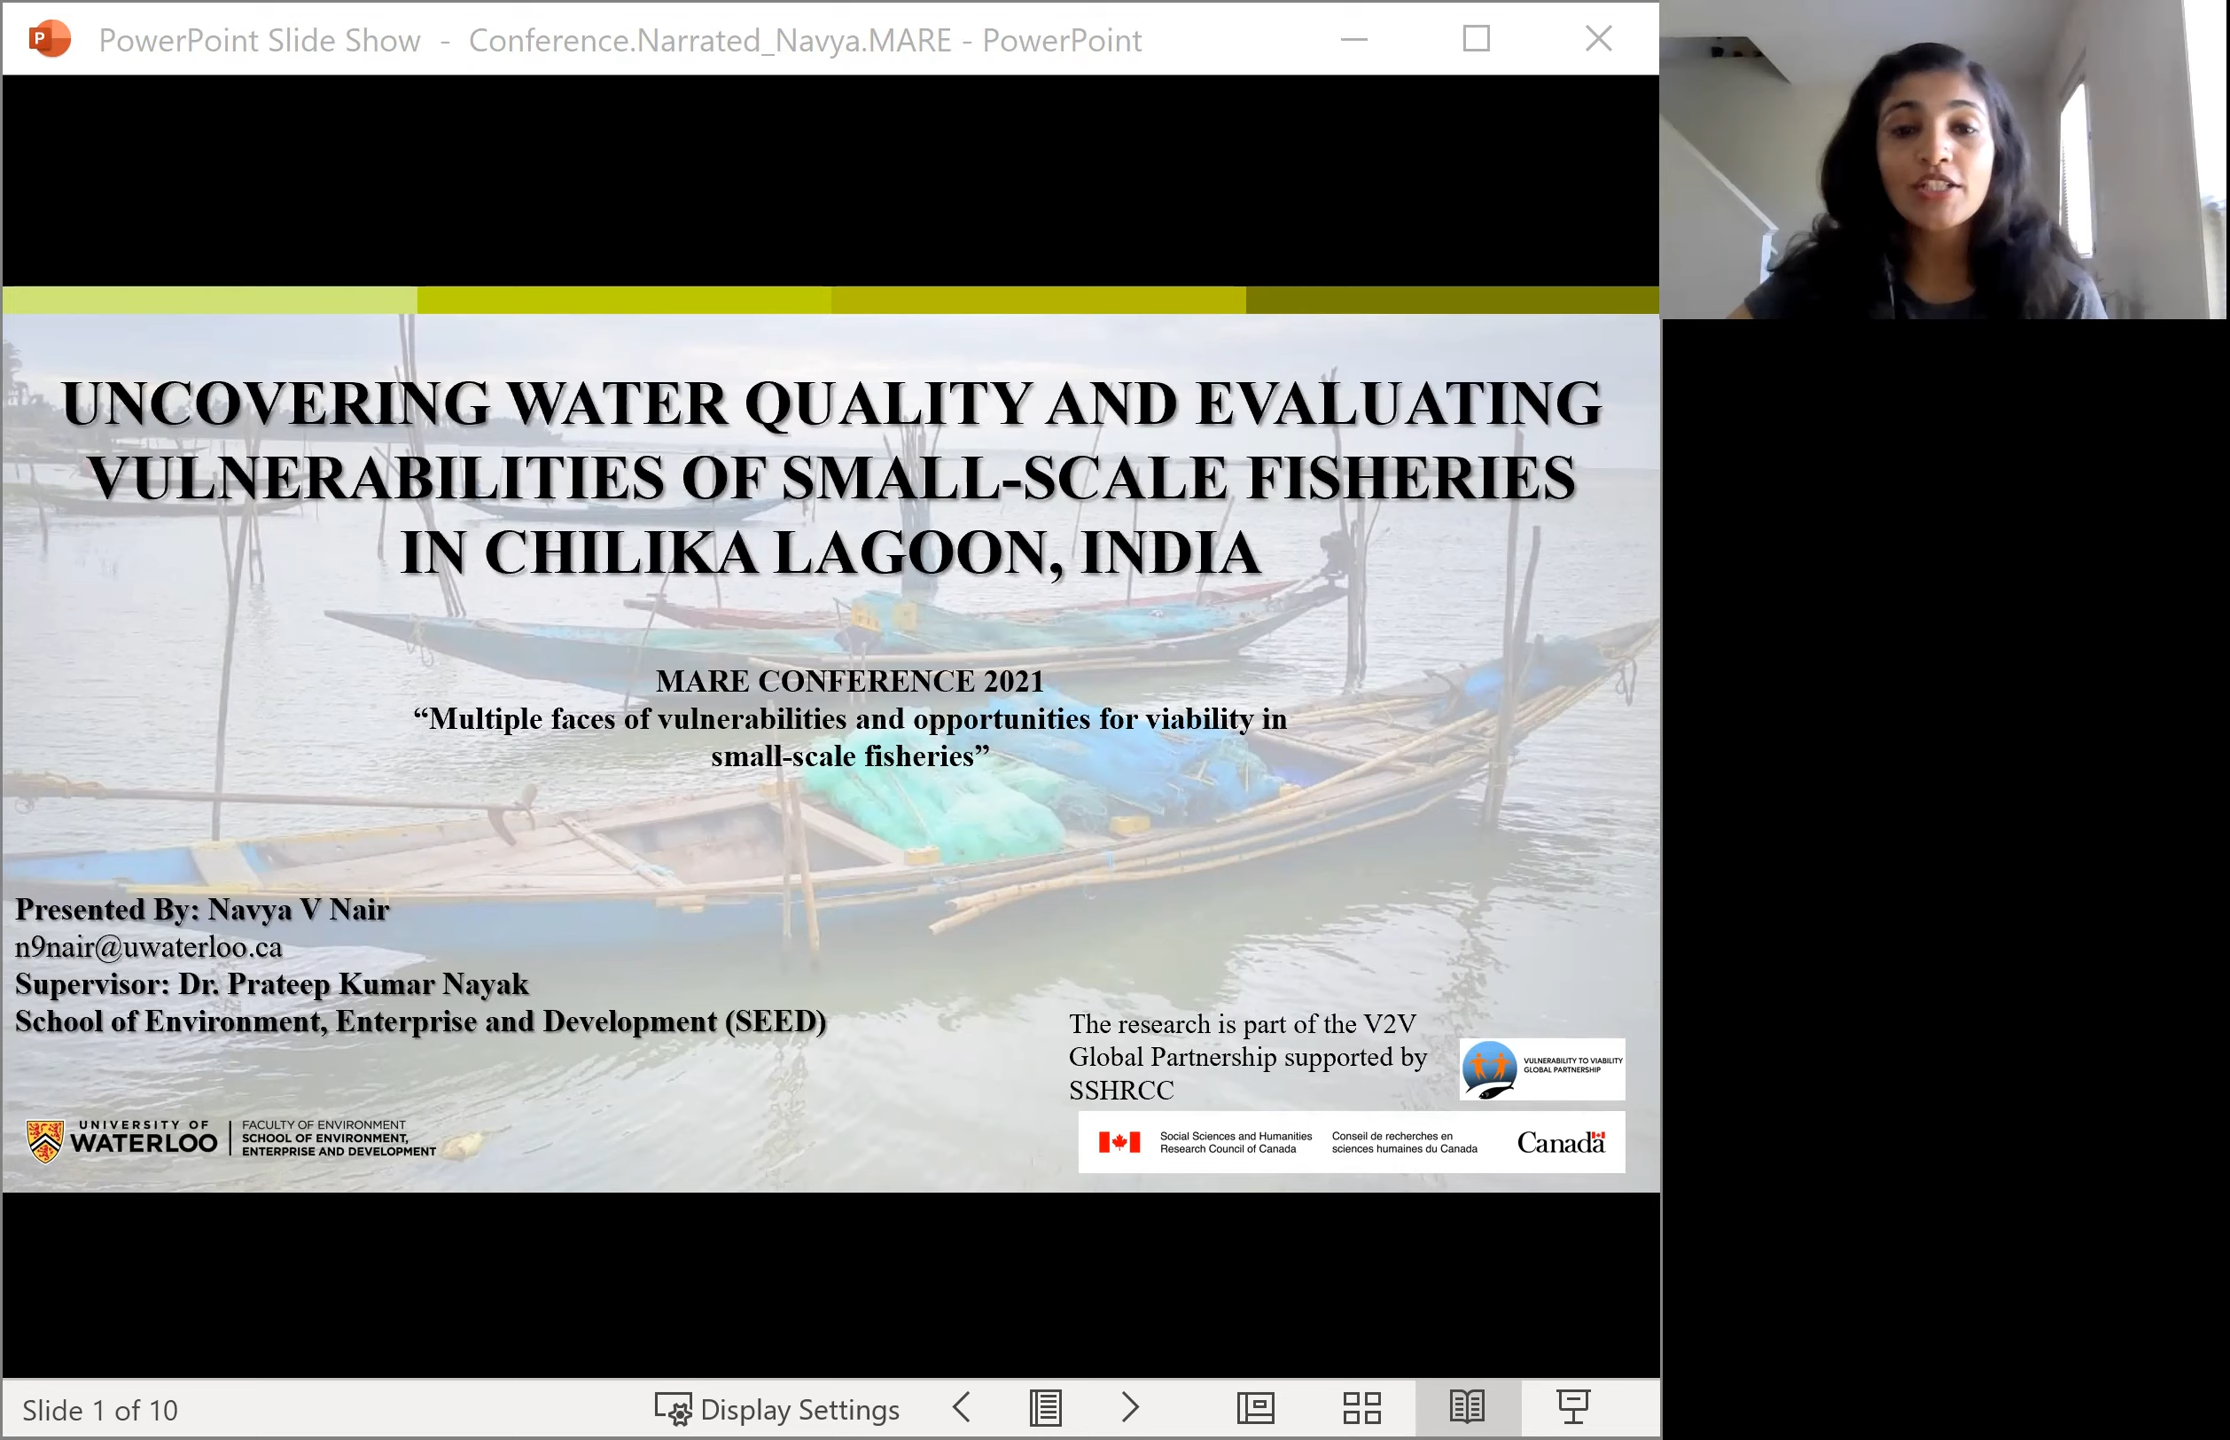 PowerPoint Slide Show - Conference.Narrated_Navya.MARE - PowerPoint
UNCOVERING WATER QUALITY AND EVALUATING
VULNERABILITIES OF SMALL-SCALE FISHERIES
IN CHILIKA LAGOON, INDIA
MARE CONFERENCE 2021
“Multiple faces of vulnerabilities and opportunities for viability in
small-scale fisheries”
Presented By: Navya V Nair
n9nair@uwaterloo.ca
Supervisor: Dr. Prateep Kumar Nayak
School of Environment, Enterprise and Development (SEED)
The research is part of the V2V
Global Partnership supported by
SSHRCC
VULNERABILITY TO VIABILITY
GLOBAL PARTNERSHIP
UNIVERSITY OF
WATERLOO
FACULTY OF ENVIRONMENT
SCHOOL OF ENVIRONMENT,
ENTERPRISE AND DEVELOPMENT
Social Sciences and Humanities
Research Council of Canada
Conseil de recherches en
sciences humaines du Canada
Canada
Slide 1 of 10
Display Settings